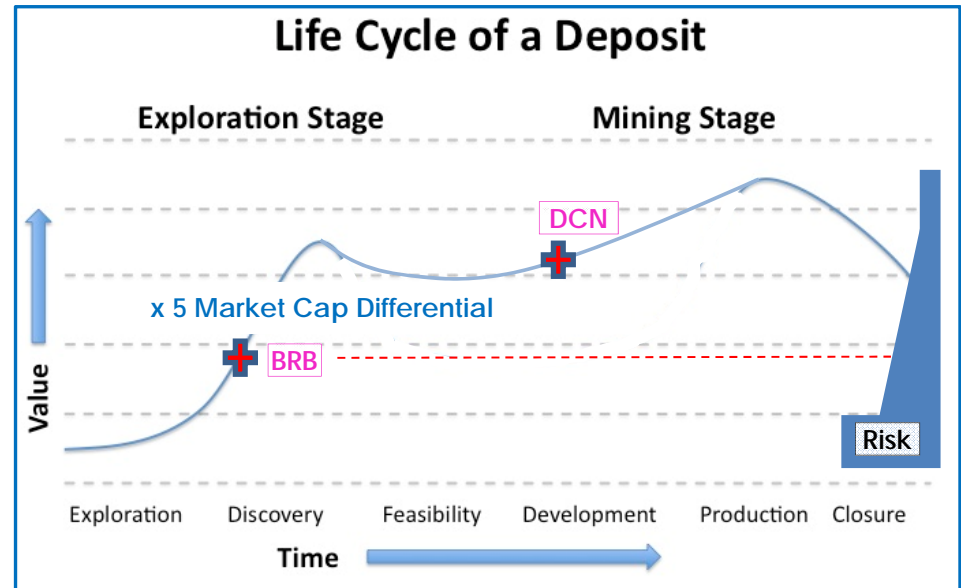 Life Cycle of a Deposit
Exploration Stage Mining Stage
DCN
x 5 Market Cap Differential
BRB
Value
Risk
Exploration Discovery Feasibility Development Production Closure
Time